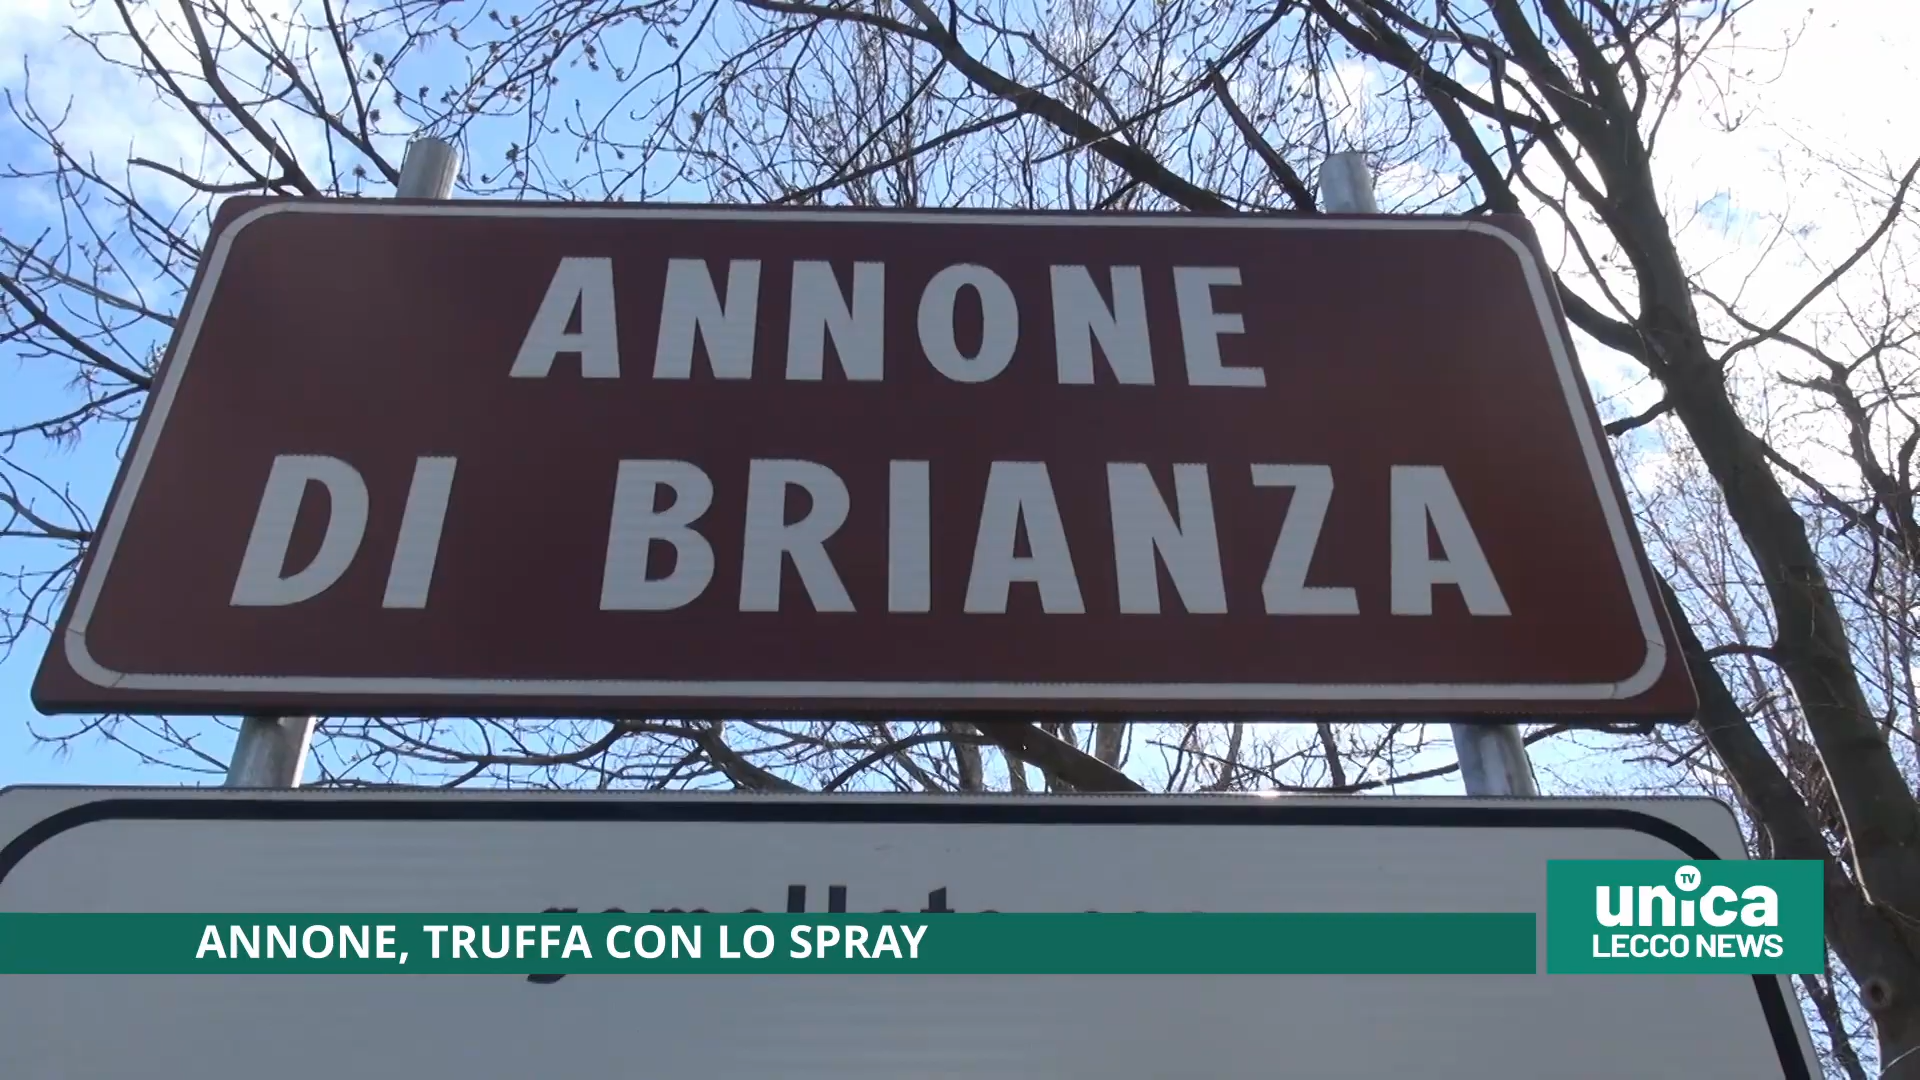 ANNONE
DI BRIANZA
ANNONE, TRUFFA CON LO SPRAY
unica TV
LECCO NEWS